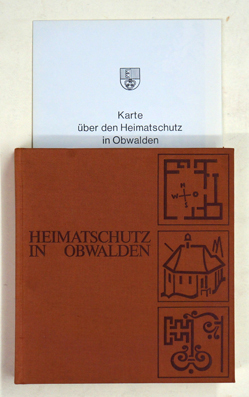 Karte
über den Heimatschutz
in Obwalden
HEIMATSCHUTZ
IN OBWALDEN
N
W
S